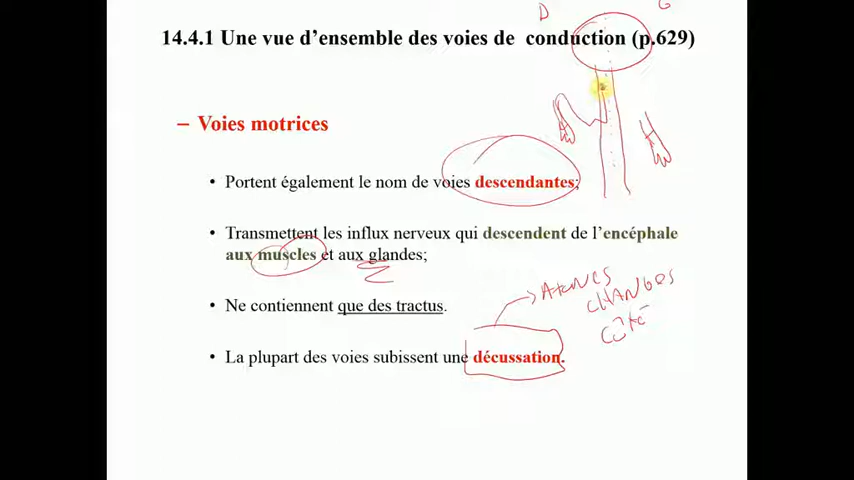 D G
14.4.1 Une vue d’ensemble des voies de conduction (p.629)
– Voies motrices
• Portent également le nom de voies descendantes;
• Transmettent les influx nerveux qui descendent de l’encéphale
aux muscles et aux glandes;
• Ne contiennent que des tractus.
CHANGES
CÔTÉ
• La plupart des voies subissent une décussation.